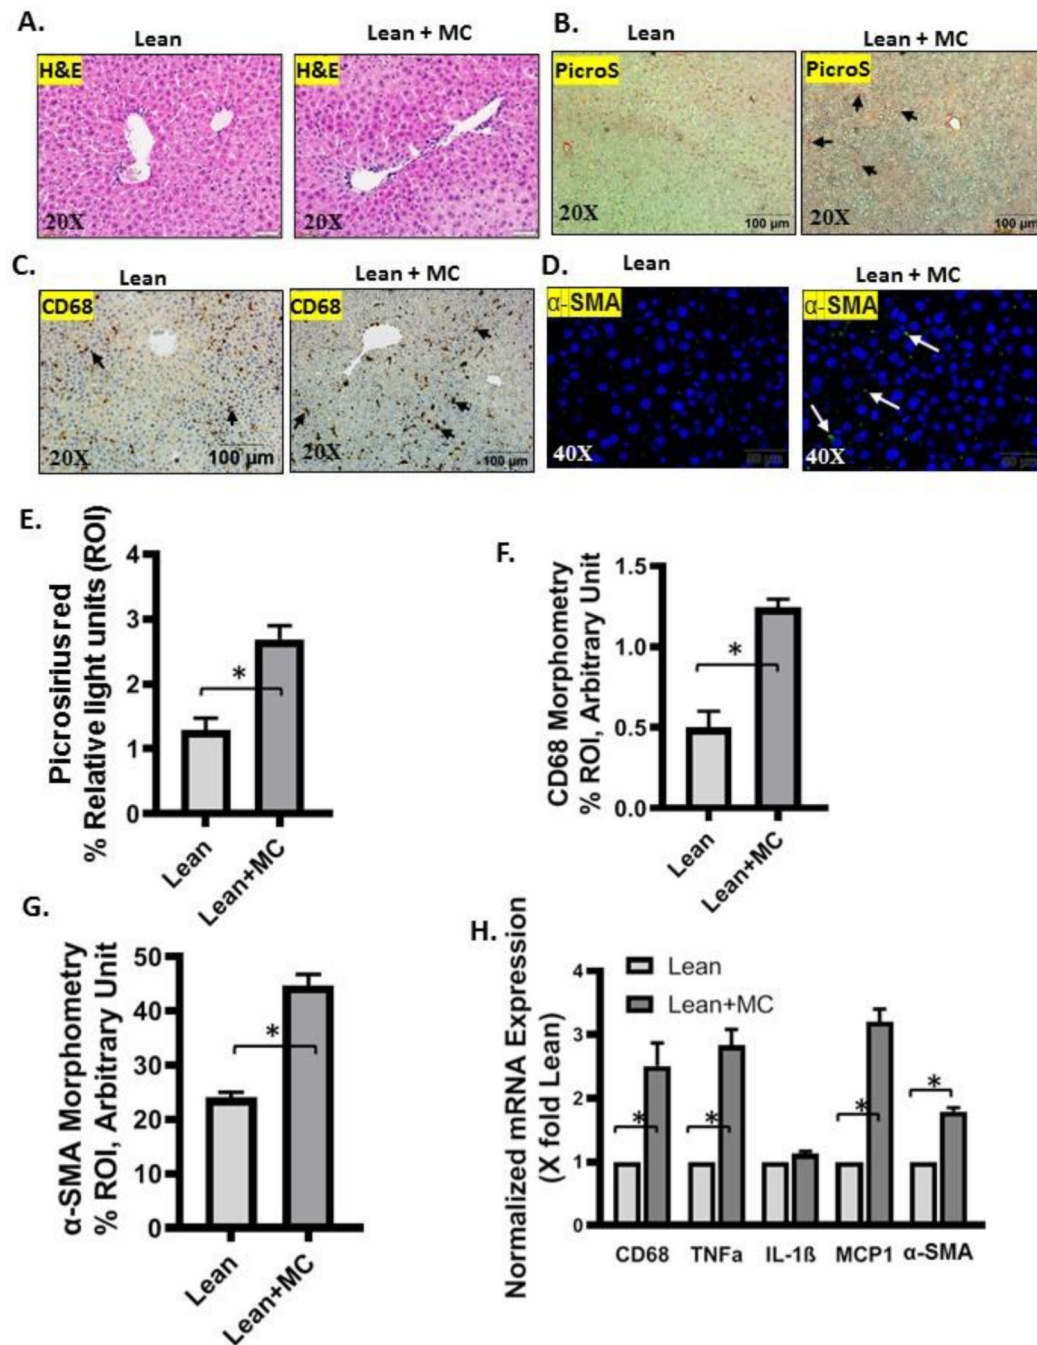 A.
Lean
Lean + MC
H&E
20X
H&E
20X
B.
Lean
Lean + MC
PicroS
20X
100 µm
PicroS
20X
100 µm
C.
Lean
Lean + MC
CD68
20X
100 µm
CD68
20X
100 µm
D.
Lean
Lean + MC
α-SMA
40X
α-SMA
40X
E.
Picrosirius red
% Relative light units (ROI)
4
3
2
1
0
*
Lean
Lean+MC
F.
CD68 Morphometry
% ROI, Arbitrary Unit
1.5
1.0
0.5
0.0
*
Lean
Lean+MC
G.
α-SMA Morphometry
% ROI, Arbitrary Unit
50
40
30
20
10
0
*
Lean
Lean+MC
H.
Normalized mRNA Expression
(X fold Lean)
Lean
Lean+MC
4
3
2
1
0
*
*
*
*
CD68
TNFa
IL-1ß
MCP1
α-SMA